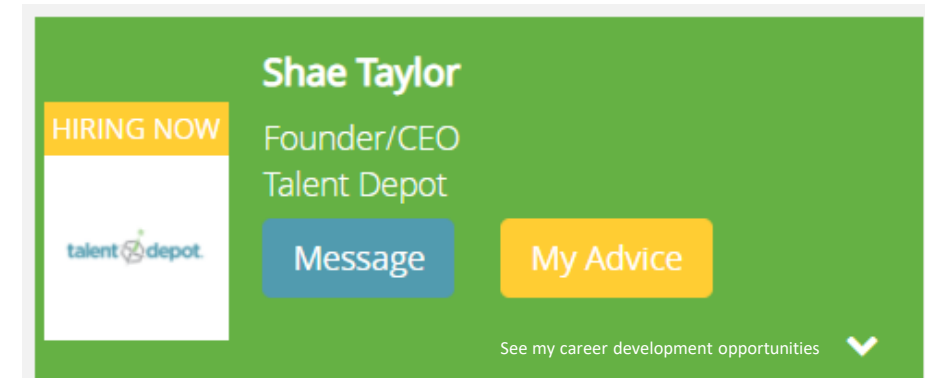 Shae Taylor
HIRING NOW
Founder/CEO
Talent Depot
talent depot.
Message
My Advice
See my career development opportunities